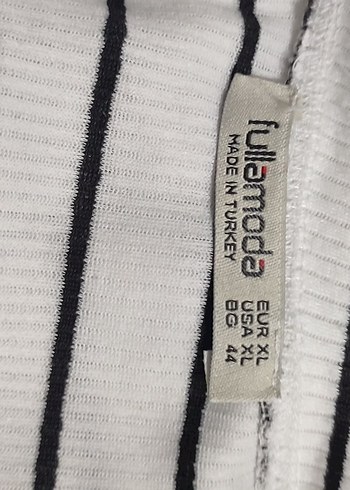 fullamoda
MADE IN TURKEY
EUR XL
USA XL
BG 44